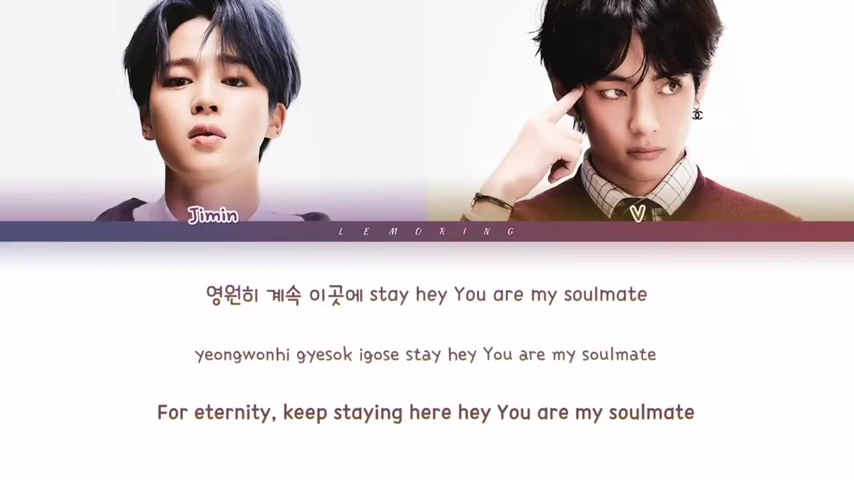 Jimin
V
LEMORING
영원히 계속 이곳에 stay hey You are my soulmate
yeongwonhi gyesok igose stay hey You are my soulmate
For eternity, keep staying here hey You are my soulmate